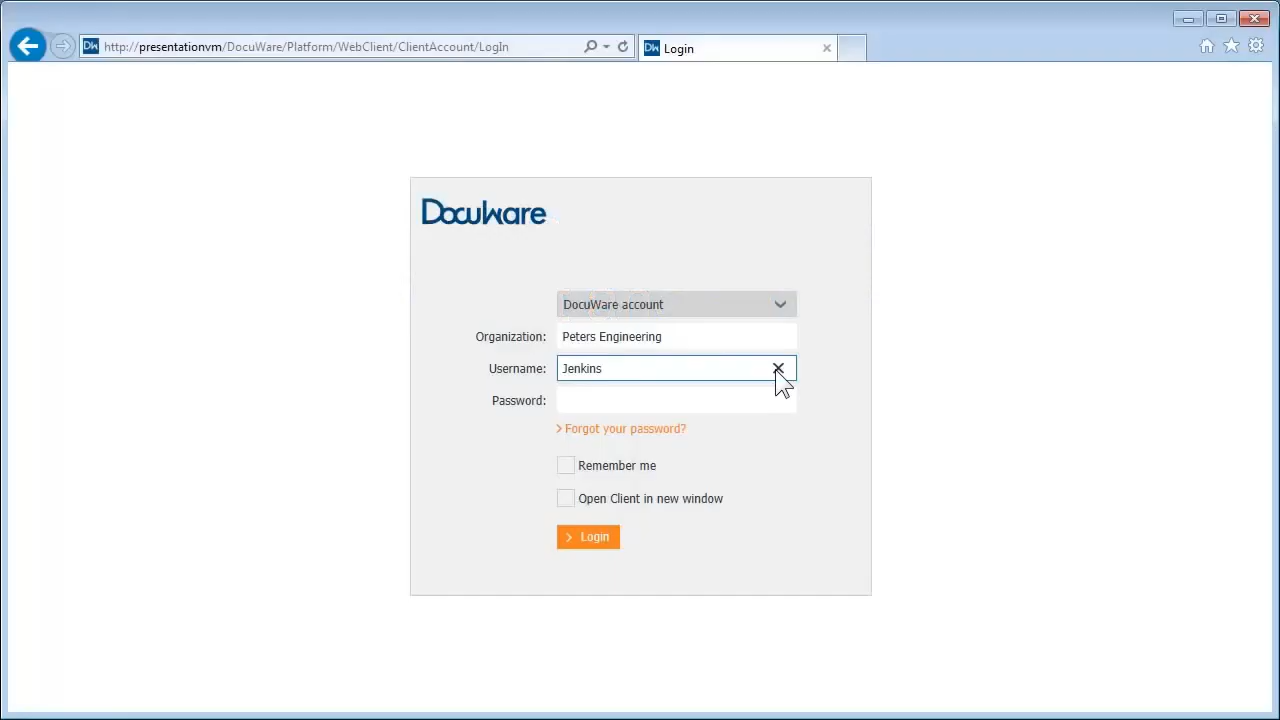 http://presentationvm/DocuWare/Platform/WebClient/ClientAccount/LogIn
DW Login
DocuWare
DocuWare account
Organization: Peters Engineering
Username: Jenkins
Password:
> Forgot your password?
Remember me
Open Client in new window
> Login